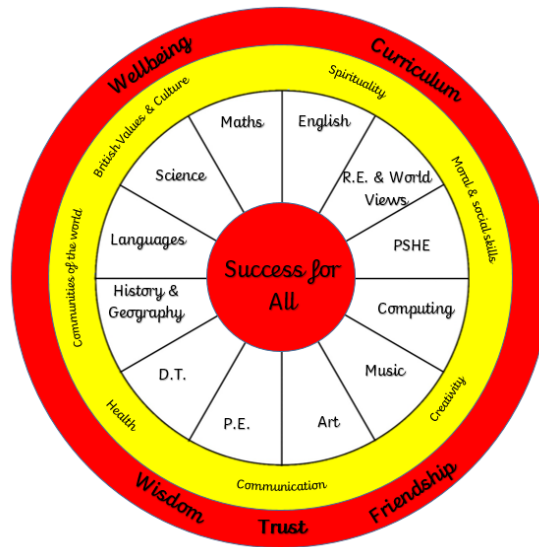 Wellbeing
Curriculum
British Values & Culture
Spirituality
Moral & social skills
Communities of the world
Health
Communication
Creativity
Maths
English
Science
R.E. & World
Views
Languages
PSHE
Success for
All
History &
Geography
Computing
D.T.
Music
P.E.
Art
Wisdom
Trust
Friendship